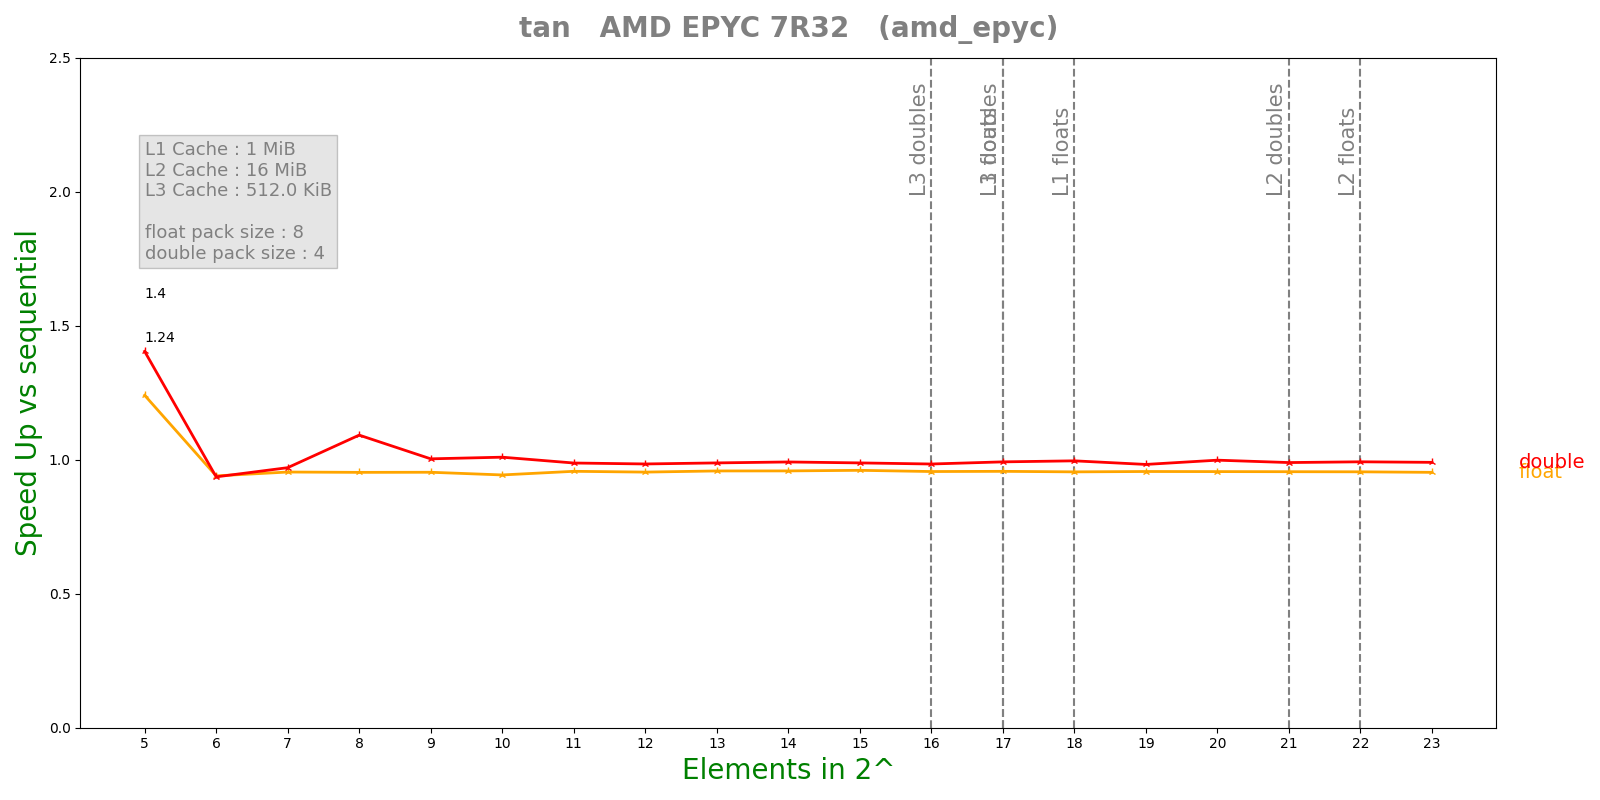 tan   AMD EPYC 7R32   (amd_epyc)
2.5
2.0
1.5
1.0
0.5
0.0
Speed Up vs sequential
L1 Cache : 1 MiB
L2 Cache : 16 MiB
L3 Cache : 512.0 KiB
float pack size : 8
double pack size : 4
1.4
1.24
L3 doubles
L1 doubles
L3 floats
L1 floats
L2 doubles
L2 floats
double
float
5 6 7 8 9 10 11 12 13 14 15 16 17 18 19 20 21 22 23
Elements in 2^